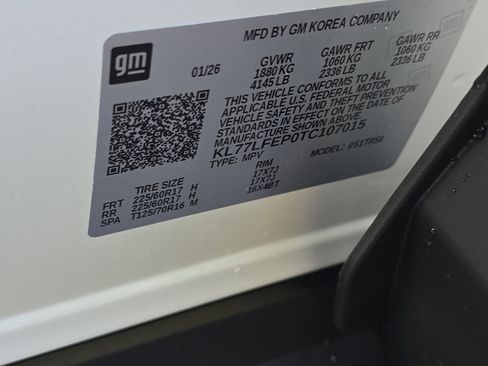 MFD BY GM KOREA COMPANY
gm
01/26
GVWR GAWR FRT GAWR RR
1880 KG 1060 KG 1060 KG
4145 LB 2336 LB 2336 LB
THIS VEHICLE CONFORMS TO ALL
APPLICABLE U.S. FEDERAL MOTOR
VEHICLE SAFETY AND THEFT PREVENTION
STANDARDS IN EFFECT ON THE DATE OF
MANUFACTURE SHOWN ABOVE.
KL77LFEP0TC107015
TYPE: MPV MODEL: 0S1TR58
TIRE SIZE RIM
FRT 225/60R17 H 17X7J
RR 225/60R17 H 17X7J
SPA T125/70R16 M 16X4BT